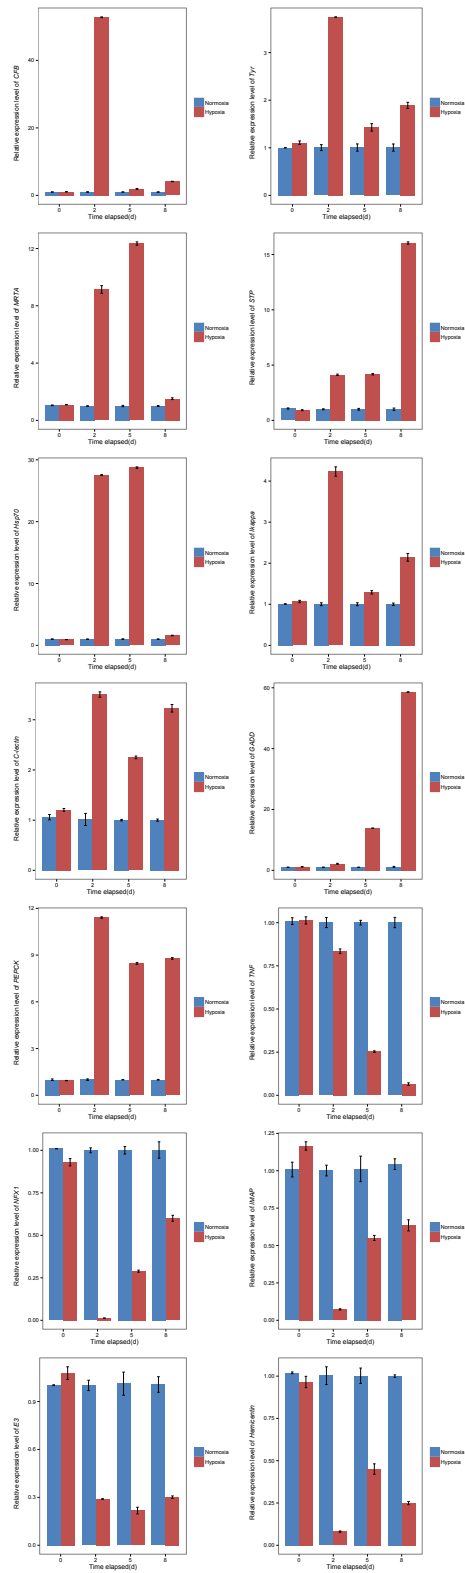 Relative expression level of CFB
40
20
0
0 2 5 8
Time elapsed(d)
Normoxia
Hypoxia
Relative expression level of Tyr
3
2
1
0
0 2 5 8
Time elapsed(d)
Normoxia
Hypoxia
Relative expression level of MRTA
12
8
4
0
0 2 5 8
Time elapsed(d)
Normoxia
Hypoxia
Relative expression level of STP
15
10
5
0
0 2 5 8
Time elapsed(d)
Normoxia
Hypoxia
Relative expression level of Hsp70
30
20
10
0
0 2 5 8
Time elapsed(d)
Normoxia
Hypoxia
Relative expression level of Ikappa
4
3
2
1
0
0 2 5 8
Time elapsed(d)
Normoxia
Hypoxia
Relative expression level of C-lectin
3
2
1
0
0 2 5 8
Time elapsed(d)
Normoxia
Hypoxia
Relative expression level of GADD
60
40
20
0
0 2 5 8
Time elapsed(d)
Normoxia
Hypoxia
Relative expression level of PEPCK
12
9
6
3
0
0 2 5 8
Time elapsed(d)
Normoxia
Hypoxia
Relative expression level of TNF
1.00
0.75
0.50
0.25
0.00
0 2 5 8
Time elapsed(d)
Normoxia
Hypoxia
Relative expression level of NFX1
1.00
0.75
0.50
0.25
0.00
0 2 5 8
Time elapsed(d)
Normoxia
Hypoxia
Relative expression level of IMAP
1.25
1.00
0.75
0.50
0.25
0.00
0 2 5 8
Time elapsed(d)
Normoxia
Hypoxia
Relative expression level of E3
0.9
0.6
0.3
0.0
0 2 5 8
Time elapsed(d)
Normoxia
Hypoxia
Relative expression level of Hemicentin
1.00
0.75
0.50
0.25
0.00
0 2 5 8
Time elapsed(d)
Normoxia
Hypoxia